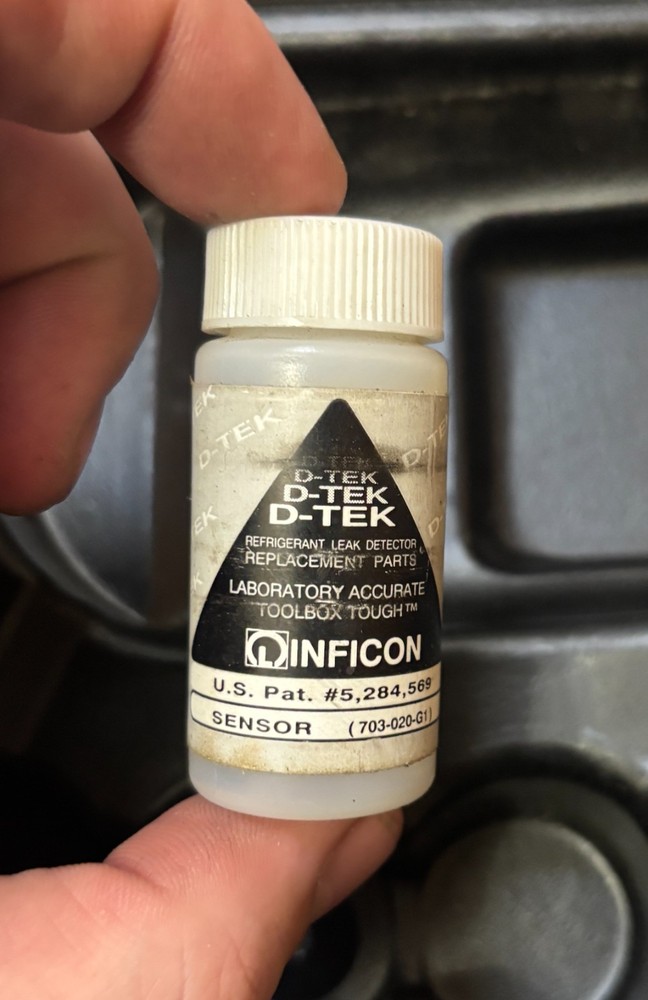 D-TEK
D-TEK
D-TEK
D-TEK
REFRIGERANT LEAK DETECTOR
REPLACEMENT PARTS
LABORATORY ACCURATE
TOOLBOX TOUGH™
INFICON
U.S. Pat. #5,284,569
SENSOR (703-020-G1)